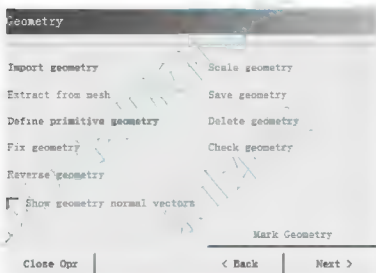 Geometry
Import geometry
Scale geometry
Extract from mesh
Save geometry
Define primitive geometry
Delete geometry
Fix geometry
Check geometry
Reverse geometry
Show geometry normal vectors
Mark Geometry
Close Opr
< Back
Next >